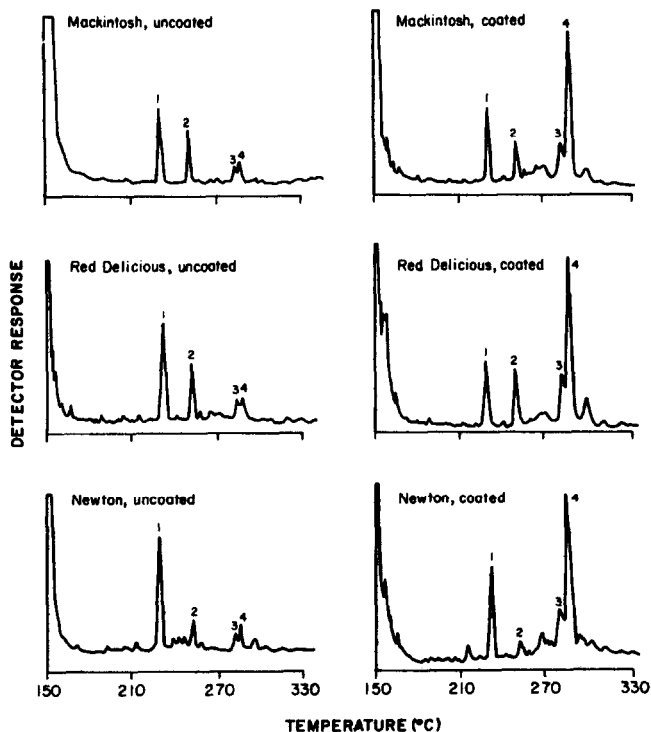 Mackintosh, uncoated
1
2
3 4
Mackintosh, coated
1
2
3
4
Red Delicious, uncoated
1
2
3 4
Red Delicious, coated
1
2
3
4
Newton, uncoated
1
2
3 4
Newton, coated
1
2
3
4
DETECTOR RESPONSE
150 210 270 330
150 210 270 330
TEMPERATURE (°C)